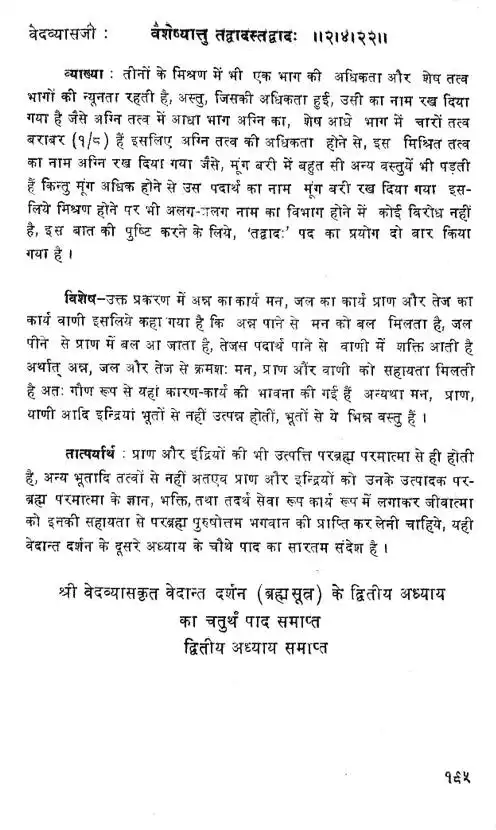 वेदव्यासजी : वैशेष्यात्तु तद्वादस्तद्वादः ॥२।४।२२॥
व्याख्या : तीनों के मिश्रण में भी एक भाग की अधिकता और शेष तत्व
भागों की न्यूनता रहती है, अस्तु, जिसकी अधिकता हुई, उसी का नाम रख दिया
गया है जैसे अग्नि तत्व में आधा भाग अग्नि का, शेष आधे भाग में चारों तत्व
बराबर (१/८) हैं इसलिए अग्नि तत्व की अधिकता होने से, इस मिश्रित तत्व
का नाम अग्नि रख दिया गया जैसे, मूंग बरी में बहुत सी अन्य वस्तुयें भी पड़ती
हैं किन्तु मूंग अधिक होने से उस पदार्थ का नाम मूंग बरी रख दिया गया इस-
लिये मिश्रण होने पर भी अलग-अलग नाम का विभाग होने में कोई विरोध नहीं
है, इस बात की पुष्टि करने के लिये, 'तद्वादः' पद का प्रयोग दो बार किया
गया है ।
विशेष–उक्त प्रकरण में अन्न का कार्य मन, जल का कार्य प्राण और तेज का
कार्य वाणी इसलिये कहा गया है कि अन्न पाने से मन को बल मिलता है, जल
पीने से प्राण में बल आ जाता है, तेजस पदार्थ पाने से वाणी में शक्ति आती है
अर्थात् अन्न, जल और तेज से क्रमशः मन, प्राण और वाणी को सहायता मिलती
है अतः गौण रूप से यहां कारण-कार्य की भावना की गई हैं अन्यथा मन, प्राण,
याणी आदि इन्द्रियां भूतों से नहीं उत्पन्न होतीं, भूतों से ये भिन्न वस्तु हैं ।
तात्पर्यार्थ : प्राण और इंद्रियों की भी उत्पत्ति परब्रह्म परमात्मा से ही होती
है, अन्य भूतादि तत्वों से नहीं अतएव प्राण और इन्द्रियों को उनके उत्पादक पर-
ब्रह्म परमात्मा के ज्ञान, भक्ति, तथा तदर्थ सेवा रूप कार्य रूप में लगाकर जीवात्मा
को इनकी सहायता से परब्रह्म पुरुषोत्तम भगवान की प्राप्ति कर लेनी चाहिये, यही
वेदान्त दर्शन के दूसरे अध्याय के चौथे पाद का सारतम संदेश है ।
श्री वेदव्यासकृत वेदान्त दर्शन (ब्रह्मसूत्र) के द्वितीय अध्याय
का चतुर्थ पाद समाप्त
द्वितीय अध्याय समाप्त
१९५